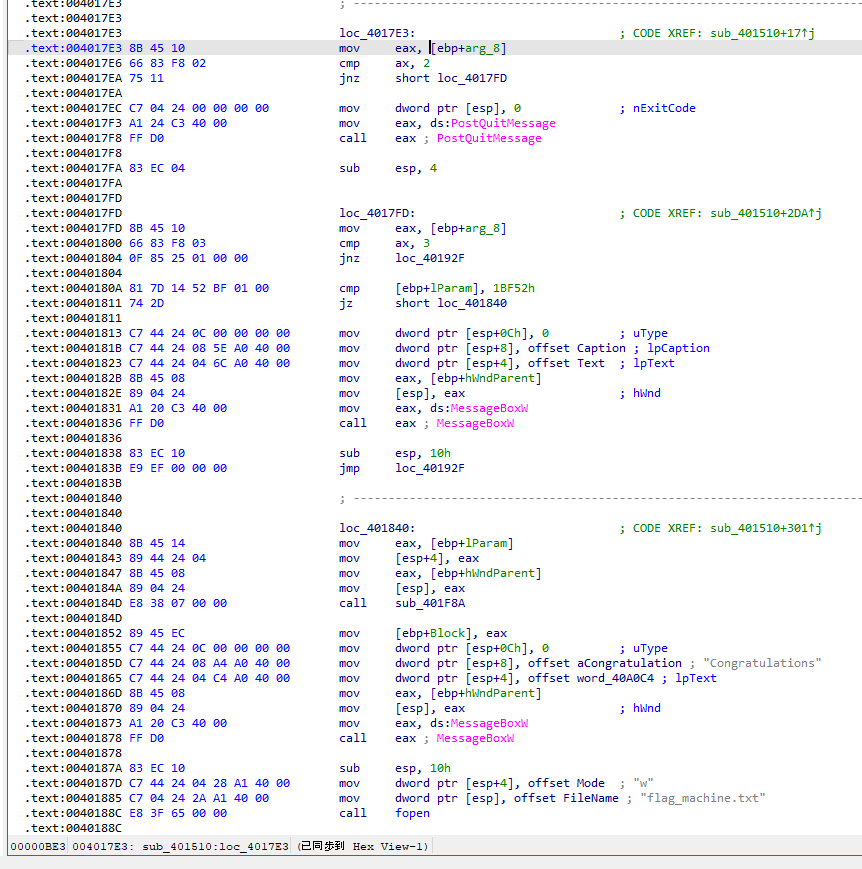 .text:004017E3 ; ---------------------------------------------------------------------------
.text:004017E3
.text:004017E3 loc_4017E3: ; CODE XREF: sub_401510+17↑j
.text:004017E3 8B 45 10 mov eax, [ebp+arg_8]
.text:004017E6 66 83 F8 02 cmp ax, 2
.text:004017EA 75 11 jnz short loc_4017FD
.text:004017EA
.text:004017EC C7 04 24 00 00 00 00 mov dword ptr [esp], 0 ; nExitCode
.text:004017F3 A1 24 C3 40 00 mov eax, ds:PostQuitMessage
.text:004017F8 FF D0 call eax ; PostQuitMessage
.text:004017F8
.text:004017FA 83 EC 04 sub esp, 4
.text:004017FA
.text:004017FD
.text:004017FD loc_4017FD: ; CODE XREF: sub_401510+2DA↑j
.text:004017FD 8B 45 10 mov eax, [ebp+arg_8]
.text:00401800 66 83 F8 03 cmp ax, 3
.text:00401804 0F 85 25 01 00 00 jnz loc_40192F
.text:00401804
.text:0040180A 81 7D 14 52 BF 01 00 cmp [ebp+lParam], 1BF52h
.text:00401811 74 2D jz short loc_401840
.text:00401811
.text:00401813 C7 44 24 0C 00 00 00 00 mov dword ptr [esp+0Ch], 0 ; uType
.text:0040181B C7 44 24 08 5E A0 40 00 mov dword ptr [esp+8], offset Caption ; lpCaption
.text:00401823 C7 44 24 04 6C A0 40 00 mov dword ptr [esp+4], offset Text ; lpText
.text:0040182B 8B 45 08 mov eax, [ebp+hWndParent]
.text:0040182E 89 04 24 mov [esp], eax ; hWnd
.text:00401831 A1 20 C3 40 00 mov eax, ds:MessageBoxW
.text:00401836 FF D0 call eax ; MessageBoxW
.text:00401836
.text:00401838 83 EC 10 sub esp, 10h
.text:0040183B E9 EF 00 00 00 jmp loc_40192F
.text:0040183B
.text:00401840 ; ---------------------------------------------------------------------------
.text:00401840
.text:00401840 loc_401840: ; CODE XREF: sub_401510+301↑j
.text:00401840 8B 45 14 mov eax, [ebp+lParam]
.text:00401843 89 44 24 04 mov [esp+4], eax
.text:00401847 8B 45 08 mov eax, [ebp+hWndParent]
.text:0040184A 89 04 24 mov [esp], eax
.text:0040184D E8 38 07 00 00 call sub_401F8A
.text:0040184D
.text:00401852 89 45 EC mov [ebp+Block], eax
.text:00401855 C7 44 24 0C 00 00 00 00 mov dword ptr [esp+0Ch], 0 ; uType
.text:0040185D C7 44 24 08 A4 A0 40 00 mov dword ptr [esp+8], offset aCongratulation ; "Congratulations"
.text:00401865 C7 44 24 04 C4 A0 40 00 mov dword ptr [esp+4], offset word_40A0C4 ; lpText
.text:0040186D 8B 45 08 mov eax, [ebp+hWndParent]
.text:00401870 89 04 24 mov [esp], eax ; hWnd
.text:00401873 A1 20 C3 40 00 mov eax, ds:MessageBoxW
.text:00401878 FF D0 call eax ; MessageBoxW
.text:00401878
.text:0040187A 83 EC 10 sub esp, 10h
.text:0040187D C7 44 24 04 28 A1 40 00 mov dword ptr [esp+4], offset Mode ; "w"
.text:00401885 C7 04 24 2A A1 40 00 mov dword ptr [esp], offset FileName ; "flag_machine.txt"
.text:0040188C E8 3F 65 00 00 call fopen
.text:0040188C
00000BE3 004017E3: sub_401510:loc_4017E3 (已同步到 Hex View-1)